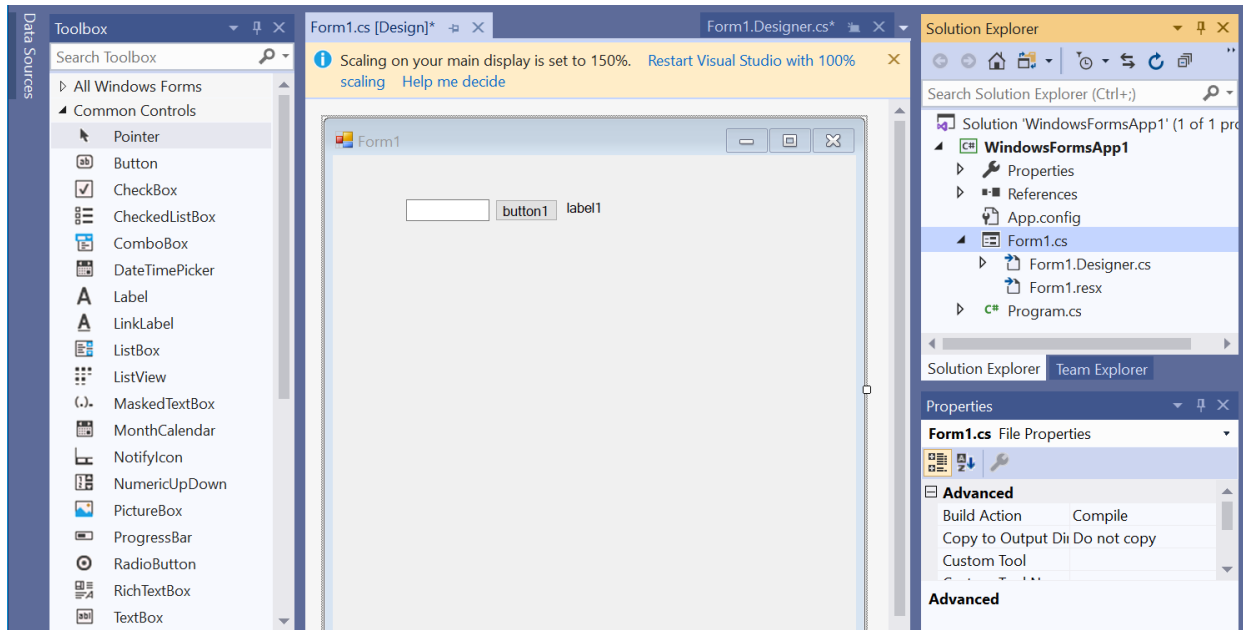 Data Sources
Toolbox
Search Toolbox
All Windows Forms
Common Controls
Pointer
Button
CheckBox
CheckedListBox
ComboBox
DateTimePicker
Label
LinkLabel
ListBox
ListView
MaskedTextBox
MonthCalendar
NotifyIcon
NumericUpDown
PictureBox
ProgressBar
RadioButton
RichTextBox
TextBox
Form1.cs [Design]*
Form1.Designer.cs*
Scaling on your main display is set to 150%. Restart Visual Studio with 100%
scaling Help me decide
Form1
button1 label1
Solution Explorer
Search Solution Explorer (Ctrl+;)
Solution 'WindowsFormsApp1' (1 of 1 pro
C# WindowsFormsApp1
Properties
References
App.config
Form1.cs
Form1.Designer.cs
Form1.resx
C# Program.cs
Solution Explorer Team Explorer
Properties
Form1.cs File Properties
Advanced
Build Action Compile
Copy to Output Di Do not copy
Custom Tool
Advanced